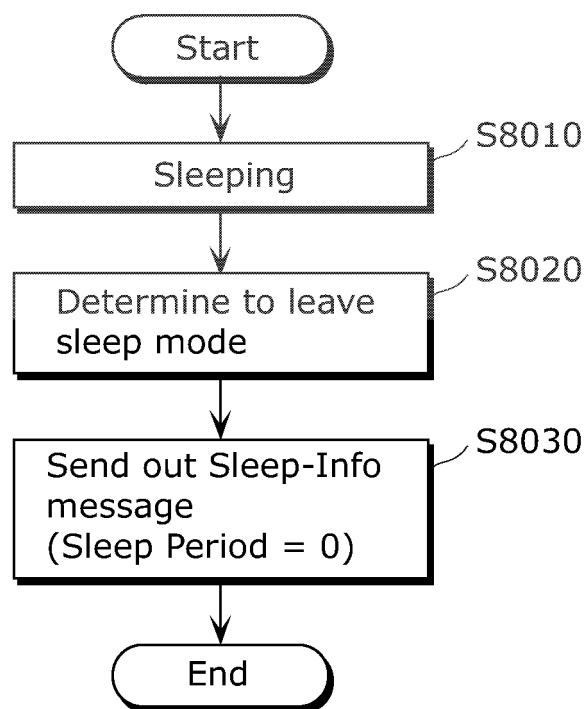 Start
S8010
Sleeping
S8020
Determine to leave
sleep mode
S8030
Send out Sleep-Info
message
(Sleep Period = 0)
End